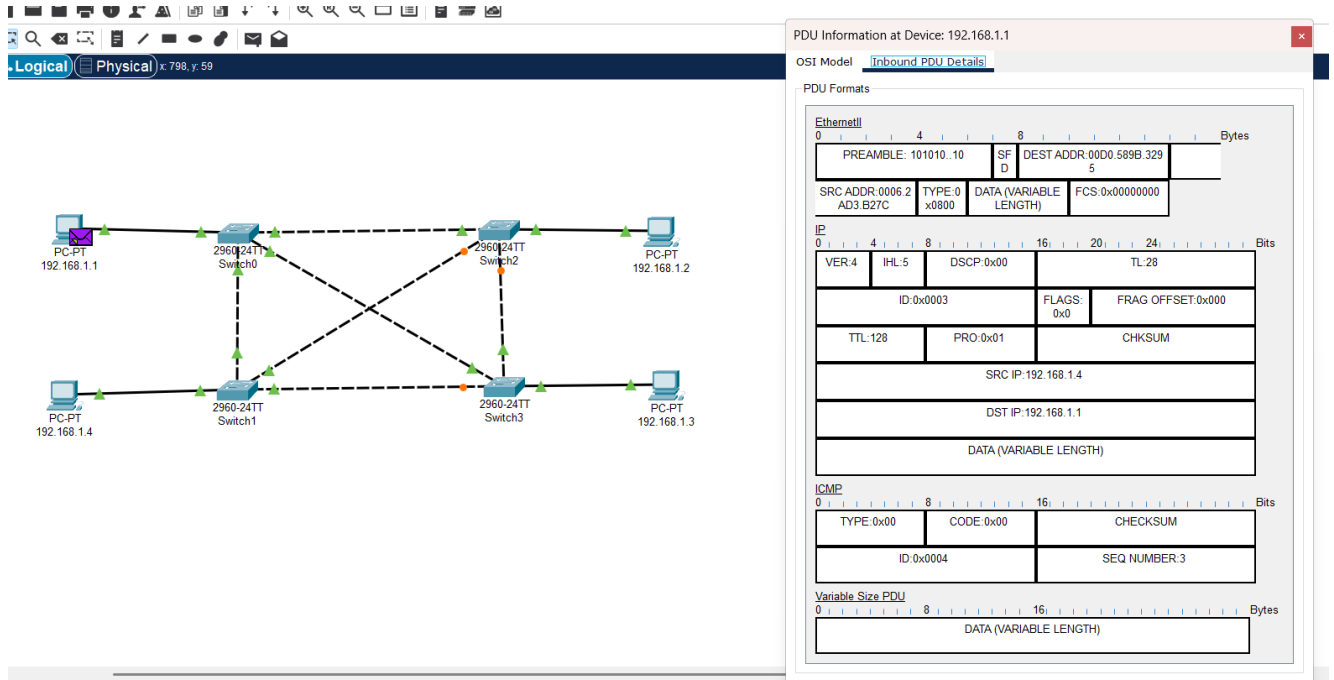 Logical
Physical
x: 798, y: 59
PC-PT
192.168.1.1
2960-24TT
Switch0
2960-24TT
Switch2
PC-PT
192.168.1.2
PC-PT
192.168.1.4
2960-24TT
Switch1
2960-24TT
Switch3
PC-PT
192.168.1.3
PDU Information at Device: 192.168.1.1
OSI Model
Inbound PDU Details
PDU Formats
EthernetII
0 4 8 Bytes
PREAMBLE: 101010..10
SF
D
DEST ADDR:00D0.589B.329
5
SRC ADDR:0006.2
AD3.B27C
TYPE:0
x0800
DATA (VARIABLE
LENGTH)
FCS:0x00000000
IP
0 4 8 16 20 24 Bits
VER:4
IHL:5
DSCP:0x00
TL:28
ID:0x0003
FLAGS:
0x0
FRAG OFFSET:0x000
TTL:128
PRO:0x01
CHKSUM
SRC IP:192.168.1.4
DST IP:192.168.1.1
DATA (VARIABLE LENGTH)
ICMP
0 8 16 Bits
TYPE:0x00
CODE:0x00
CHECKSUM
ID:0x0004
SEQ NUMBER:3
Variable Size PDU
0 8 16 Bytes
DATA (VARIABLE LENGTH)